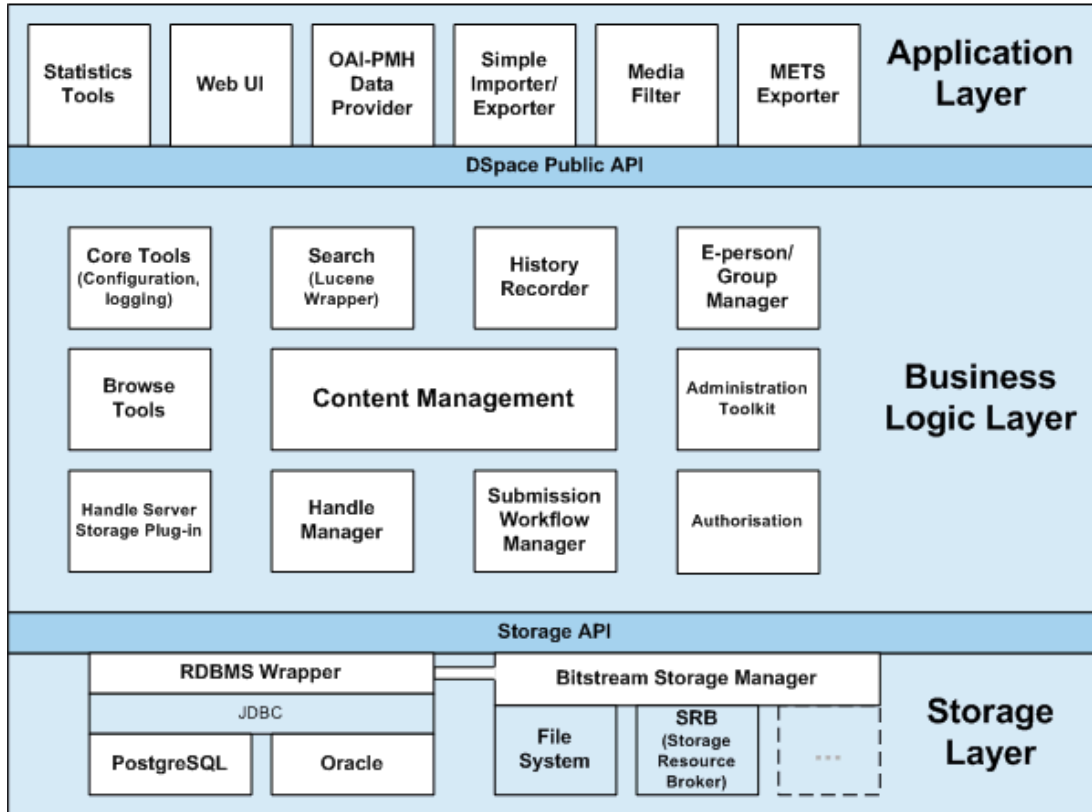 Statistics
Tools
Web UI
OAI-PMH
Data
Provider
Simple
Importer/
Exporter
Media
Filter
METS
Exporter
Application
Layer
DSpace Public API
Core Tools
(Configuration,
logging)
Search
(Lucene
Wrapper)
History
Recorder
E-person/
Group
Manager
Browse
Tools
Content Management
Administration
Toolkit
Business
Logic Layer
Handle Server
Storage Plug-in
Handle
Manager
Submission
Workflow
Manager
Authorisation
Storage API
RDBMS Wrapper
JDBC
PostgreSQL
Oracle
Bitstream Storage Manager
File
System
SRB
(Storage
Resource
Broker)
...
Storage
Layer